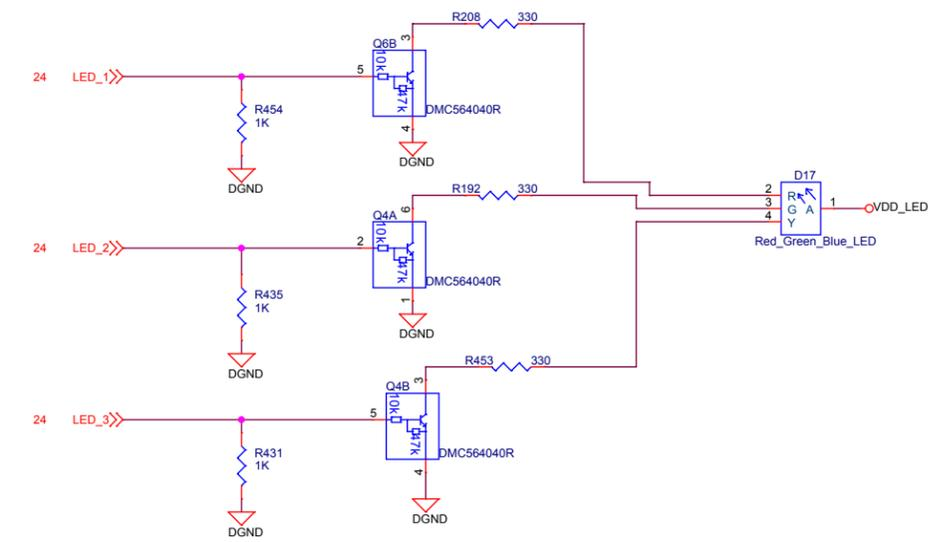 R208 330
Q6B
3
24 LED_1 5
10k
47k
R454
1K
DMC564040R
4
DGND
DGND
D17
R192 330
2 R
6
3 G A 1 VDD_LED
4 Y
Q4A
Red_Green_Blue_LED
24 LED_2 2
10k
47k
DMC564040R
R435
1K
1
DGND
DGND
R453 330
3
Q4B
24 LED_3 5
10k
47k
R431
1K
DMC564040R
4
DGND
DGND